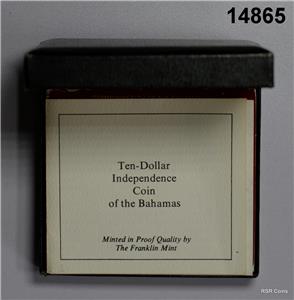 14865
Ten-Dollar
Independence
Coin
of the Bahamas
Minted in Proof Quality by
The Franklin Mint
RSR Coins